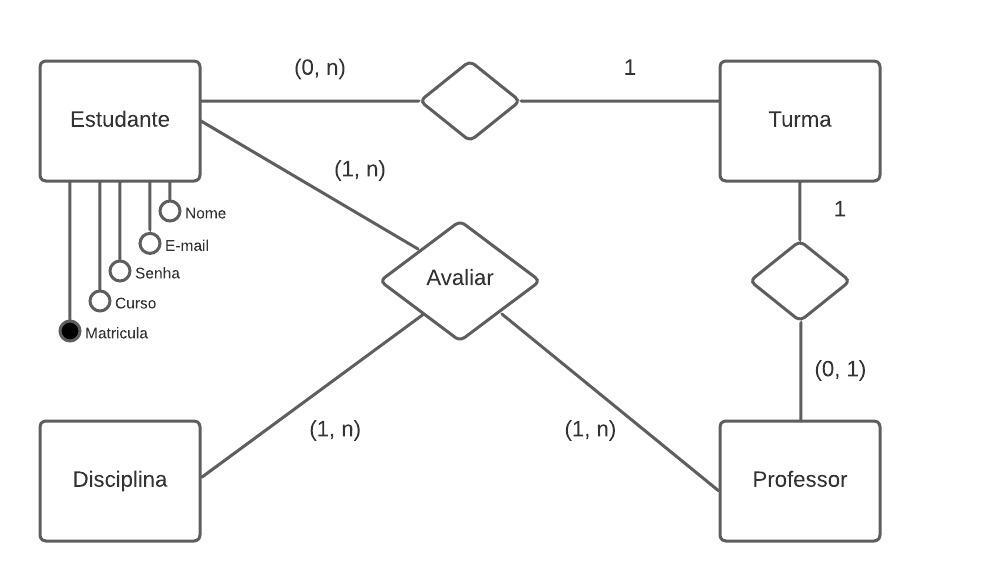 (0, n)
1
Estudante
Turma
(1, n)
1
Nome
E-mail
Senha
Curso
Matricula
Avaliar
(0, 1)
(1, n)
(1, n)
Disciplina
Professor